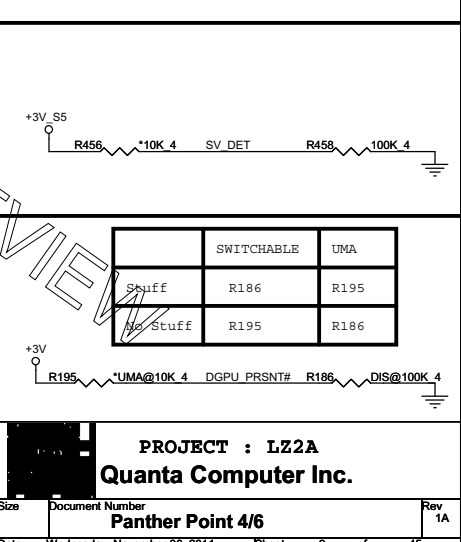 +3V_S5
R456 *10K_4 SV_DET R458 100K_4
SWITCHABLE UMA
Stuff R186 R195
No Stuff R195 R186
+3V
R195 *UMA@10K_4 DGPU_PRSNT# R186 DIS@100K_4
PROJECT : LZ2A
Quanta Computer Inc.
Size Document Number Rev
Panther Point 4/6 1A